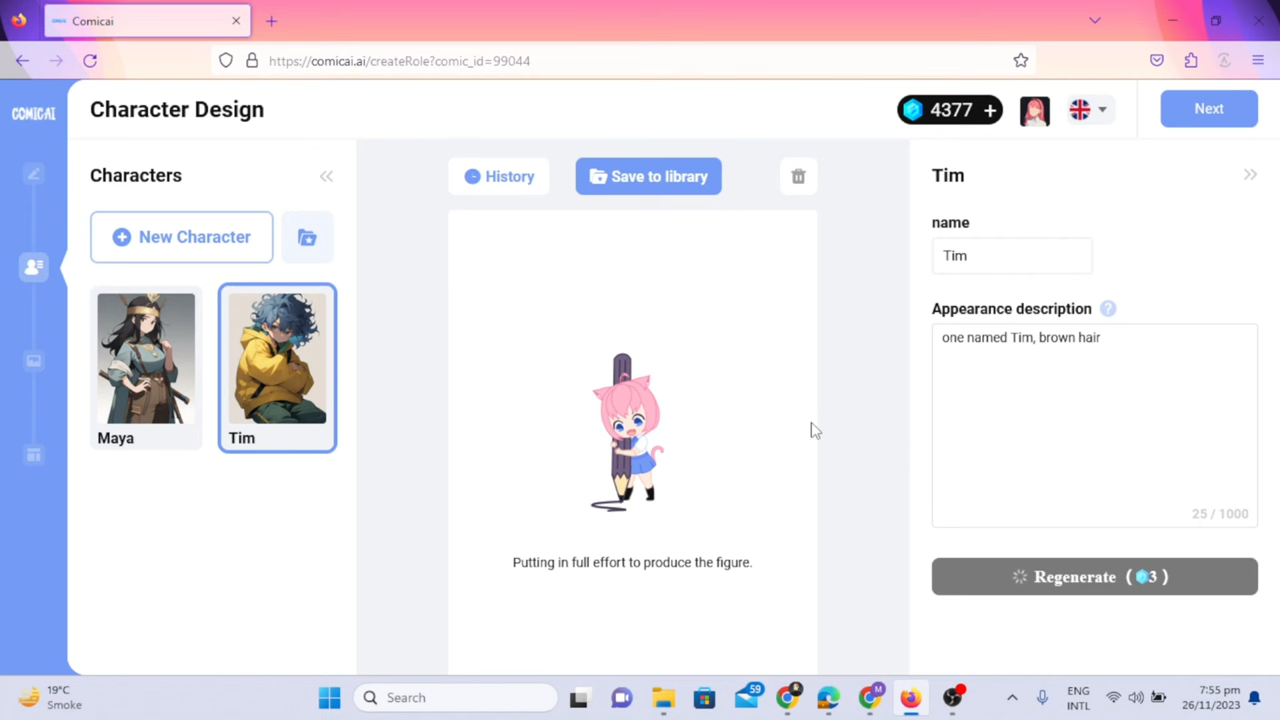 Comicai
https://comicai.ai/createRole?comic_id=99044
COMICAI
Character Design
4377 +
Next
Characters
History
Save to library
Tim
New Character
name
Tim
Appearance description ?
one named Tim, brown hair
Maya
Tim
25 / 1000
Putting in full effort to produce the figure.
Regenerate ( 3 )
19°C
Smoke
Search
59
M
ENG
INTL
7:55 pm
26/11/2023